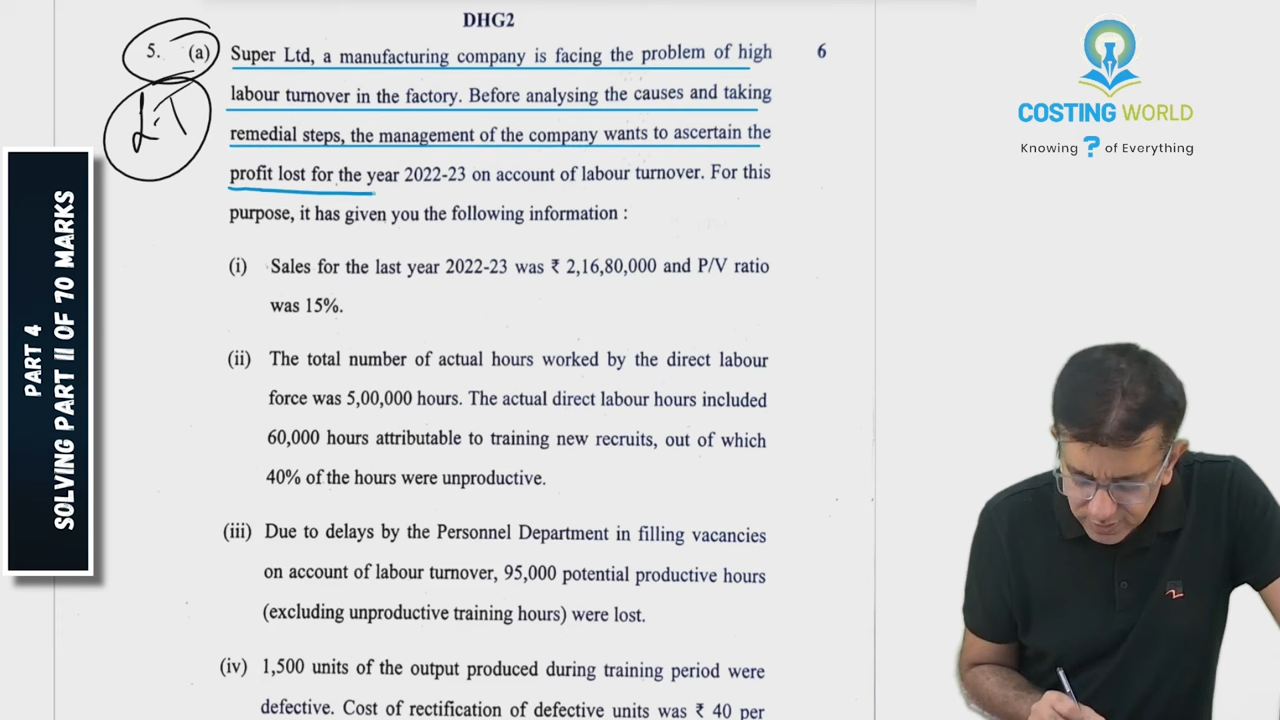 DHG2
5. (a) Super Ltd, a manufacturing company is facing the problem of high 6
labour turnover in the factory. Before analysing the causes and taking
remedial steps, the management of the company wants to ascertain the
profit lost for the year 2022-23 on account of labour turnover. For this
purpose, it has given you the following information :
(i) Sales for the last year 2022-23 was ₹ 2,16,80,000 and P/V ratio
was 15%.
(ii) The total number of actual hours worked by the direct labour
force was 5,00,000 hours. The actual direct labour hours included
60,000 hours attributable to training new recruits, out of which
40% of the hours were unproductive.
(iii) Due to delays by the Personnel Department in filling vacancies
on account of labour turnover, 95,000 potential productive hours
(excluding unproductive training hours) were lost.
(iv) 1,500 units of the output produced during training period were
defective. Cost of rectification of defective units was ₹ 40 per
L.T
PART 4
SOLVING PART II OF 70 MARKS
COSTING WORLD
Knowing ? of Everything